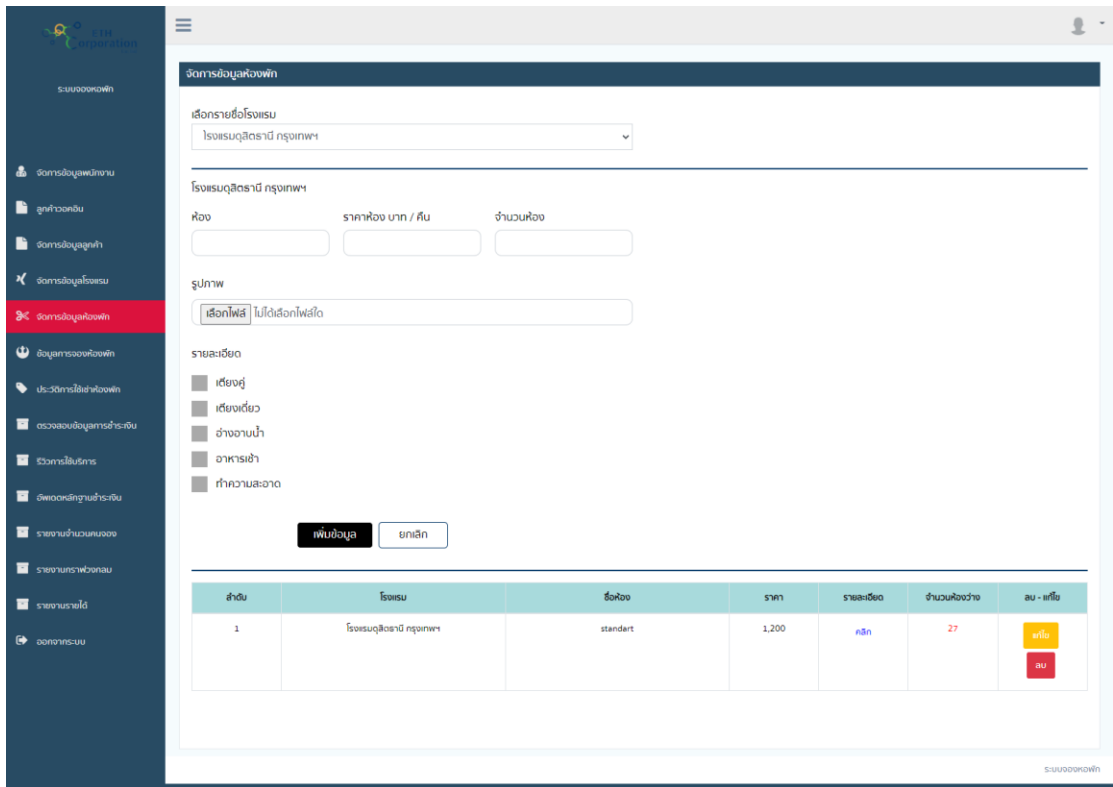 KTH
Corporation
ระบบจองหอพัก
จัดการข้อมูลพนักงาน
ลูกค้าวอคอิน
จัดการข้อมูลลูกค้า
จัดการข้อมูลโรงแรม
จัดการข้อมูลห้องพัก
ข้อมูลการจองห้องพัก
ประวัติการใช้เช่าห้องพัก
ตรวจสอบข้อมูลการชำระเงิน
รีวิวการใช้บริการ
อัพเดตหลักฐานชำระเงิน
รายงานจำนวนคนจอง
รายงานกราฟวงกลม
รายงานรายได้
ออกจากระบบ
จัดการข้อมูลห้องพัก
เลือกรายชื่อโรงแรม
โรงแรมดุสิตธานี กรุงเทพฯ
โรงแรมดุสิตธานี กรุงเทพฯ
ห้อง ราคาห้อง บาท / คืน จำนวนห้อง
รูปภาพ
เลือกไฟล์ ไม่ได้เลือกไฟล์ใด
รายละเอียด
เตียงคู่
เตียงเดี่ยว
อ่างอาบน้ำ
อาหารเช้า
ทำความสะอาด
เพิ่มข้อมูล ยกเลิก
ลำดับ โรงแรม ชื่อห้อง ราคา รายละเอียด จำนวนห้องว่าง ลบ - แก้ไข
1 โรงแรมดุสิตธานี กรุงเทพฯ standart 1,200 คลิก 27 แก้ไข
ลบ
ระบบจองหอพัก